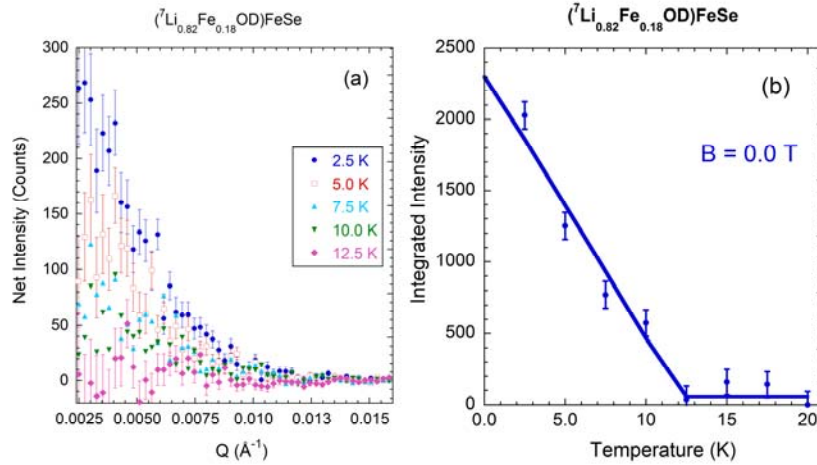 (⁷Li₀.₈₂Fe₀.₁₈OD)FeSe
(a)
300
250
200
150
100
50
0
Net Intensity (Counts)
2.5 K
5.0 K
7.5 K
10.0 K
12.5 K
0.0025 0.0050 0.0075 0.010 0.013 0.015
Q (Å⁻¹)
(⁷Li₀.₈₂Fe₀.₁₈OD)FeSe
(b)
B = 0.0 T
2500
2000
1500
1000
500
0
Integrated Intensity
0.0 5.0 10 15 20
Temperature (K)